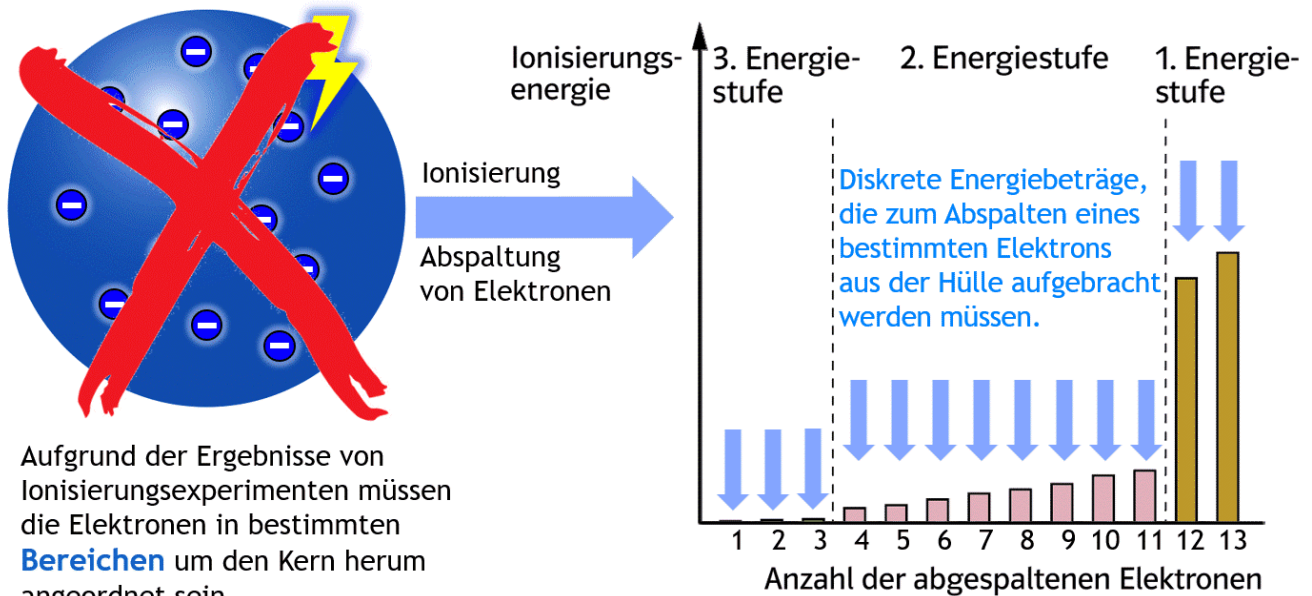 Ionisierungs-
energie
3. Energie-
stufe
2. Energiestufe
1. Energie-
stufe
Ionisierung
Abspaltung
von Elektronen
Diskrete Energiebeträge,
die zum Abspalten eines
bestimmten Elektrons
aus der Hülle aufgebracht
werden müssen.
1 2 3 4 5 6 7 8 9 10 11 12 13
Anzahl der abgespaltenen Elektronen
Aufgrund der Ergebnisse von
Ionisierungsexperimenten müssen
die Elektronen in bestimmten
Bereichen um den Kern herum
angeordnet sein